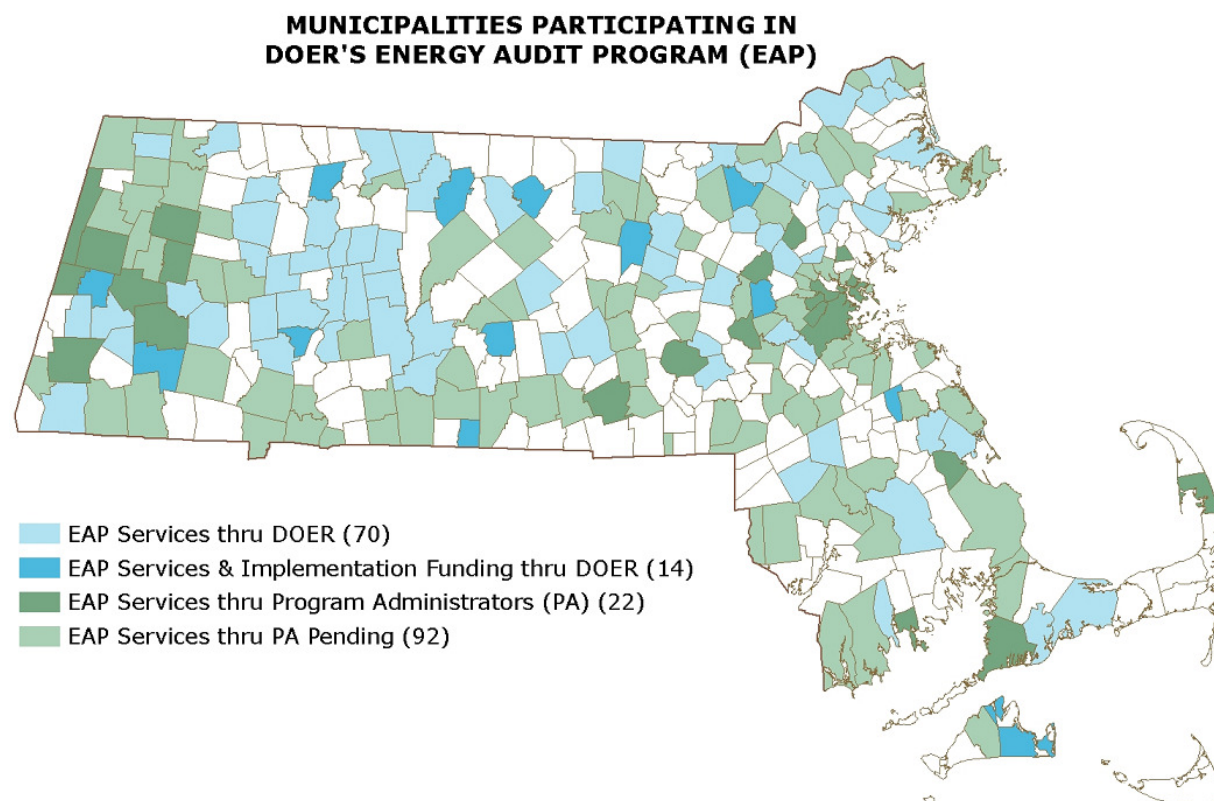 MUNICIPALITIES PARTICIPATING IN
DOER'S ENERGY AUDIT PROGRAM (EAP)
EAP Services thru DOER (70)
EAP Services & Implementation Funding thru DOER (14)
EAP Services thru Program Administrators (PA) (22)
EAP Services thru PA Pending (92)